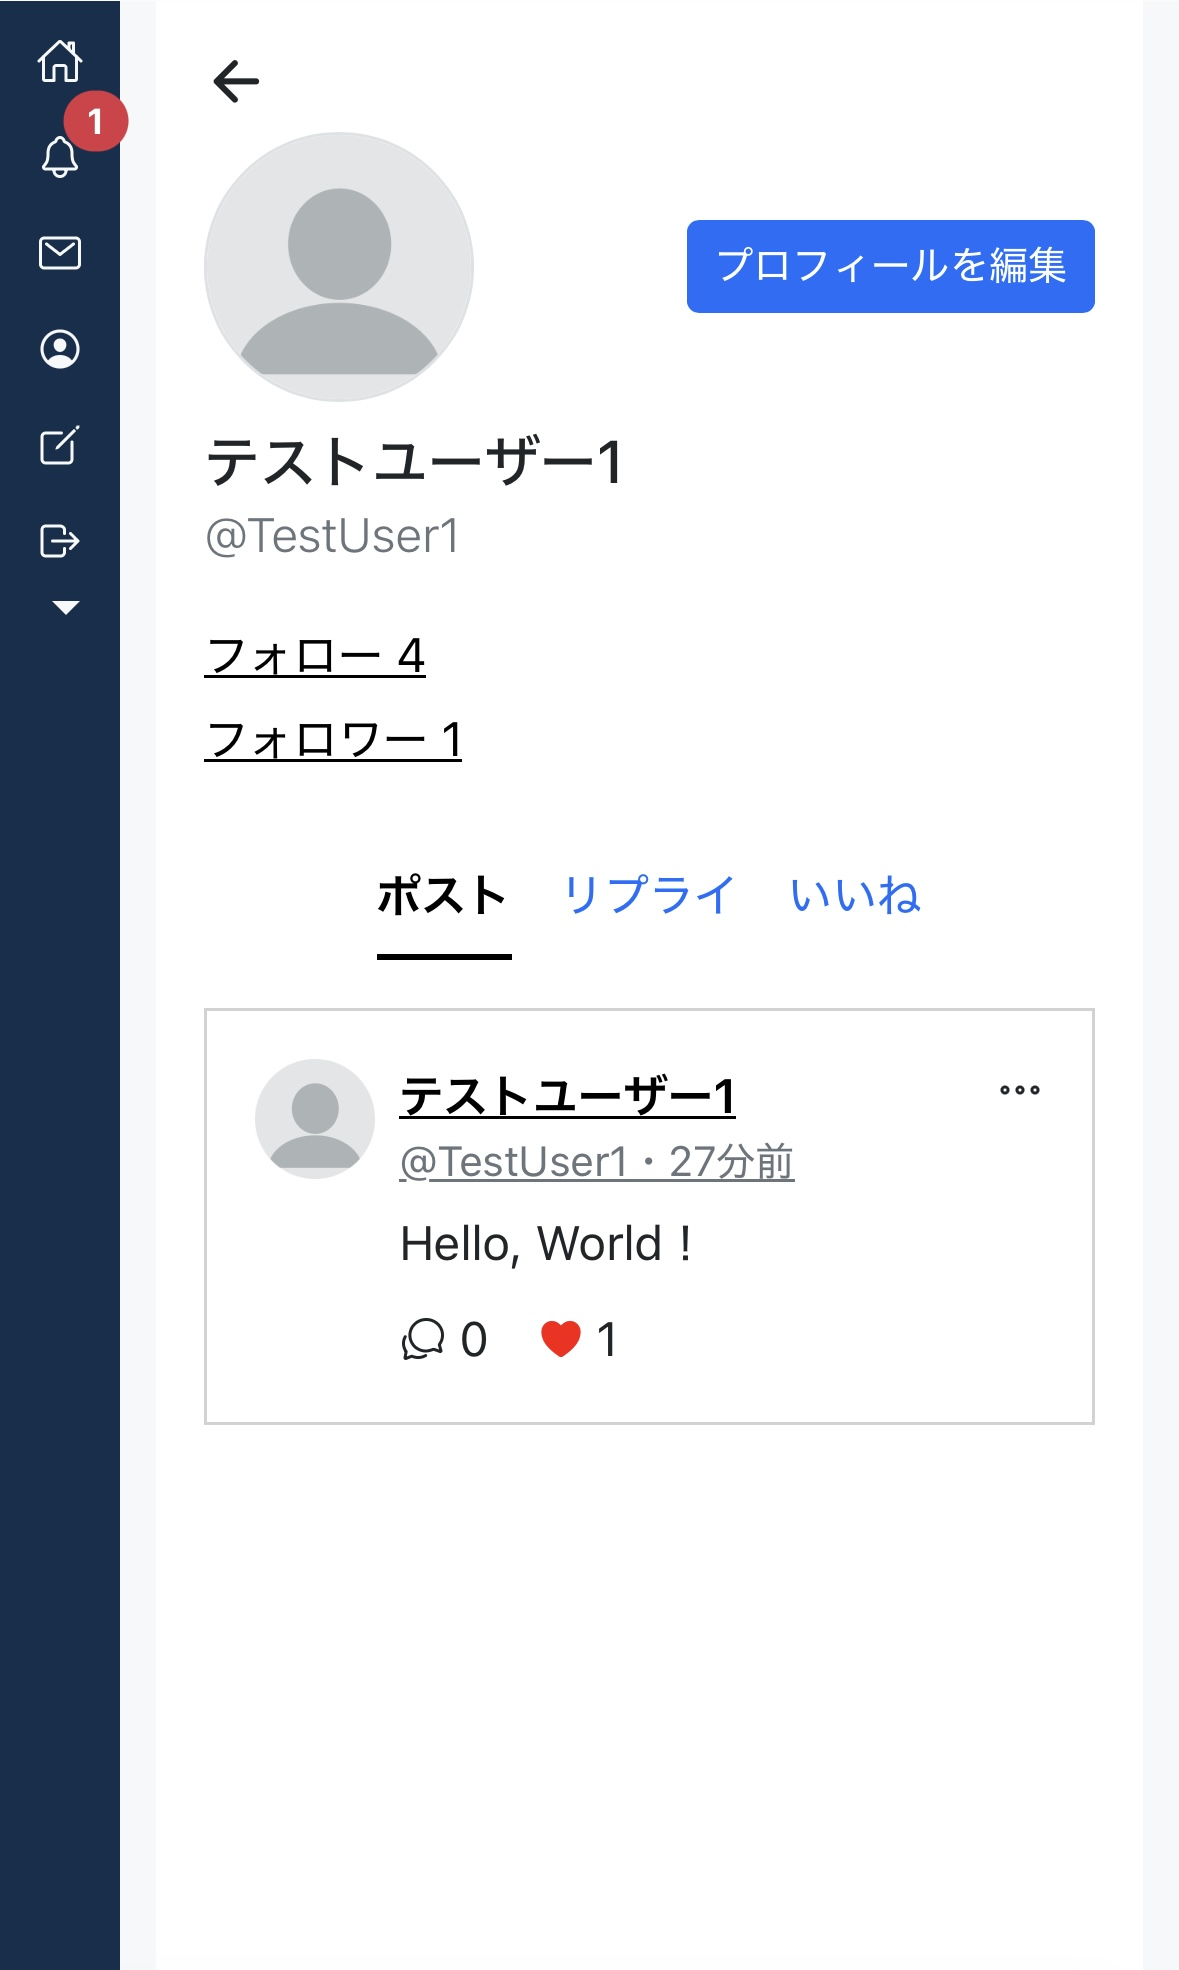 1
プロフィールを編集
テストユーザー1
@TestUser1
フォロー 4
フォロワー 1
ポスト リプライ いいね
テストユーザー1
@TestUser1・27分前
Hello, World！
0 1